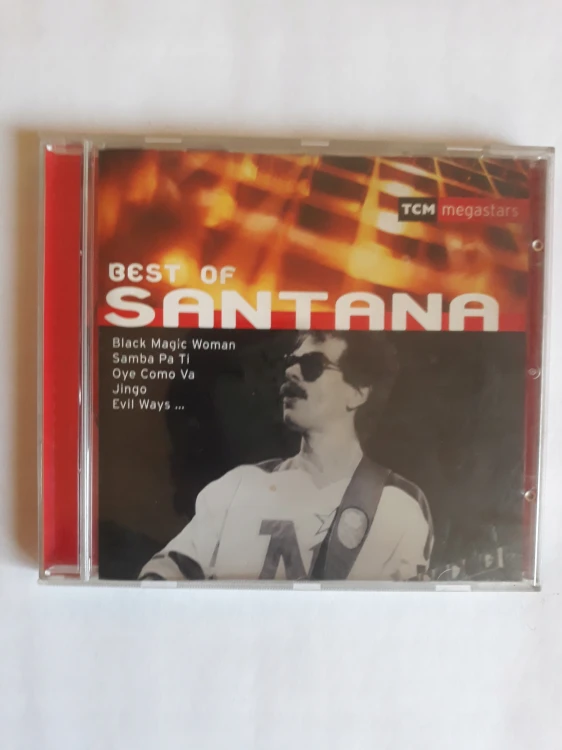 TCM megastars
BEST OF
SANTANA
Black Magic Woman
Samba Pa Ti
Oye Como Va
Jingo
Evil Ways ...